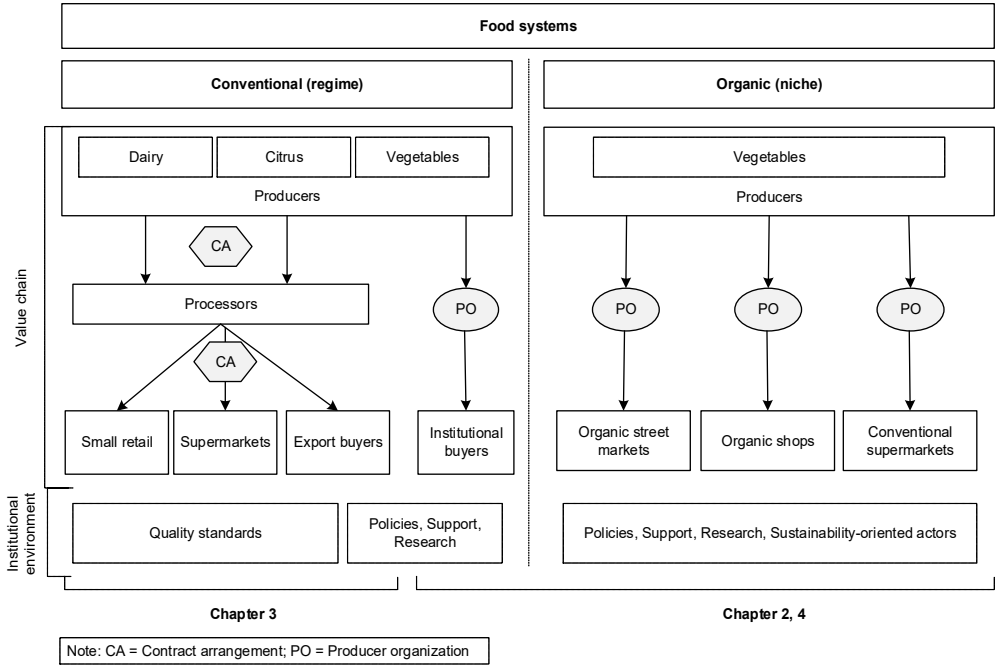 Food systems
Conventional (regime)
Organic (niche)
Dairy
Citrus
Vegetables
Producers
Vegetables
Producers
Value chain
CA
Processors
PO
PO
PO
PO
CA
Small retail
Supermarkets
Export buyers
Institutional
buyers
Organic street
markets
Organic shops
Conventional
supermarkets
Institutional
environment
Quality standards
Policies, Support,
Research
Policies, Support, Research, Sustainability-oriented actors
Chapter 3
Chapter 2, 4
Note: CA = Contract arrangement; PO = Producer organization